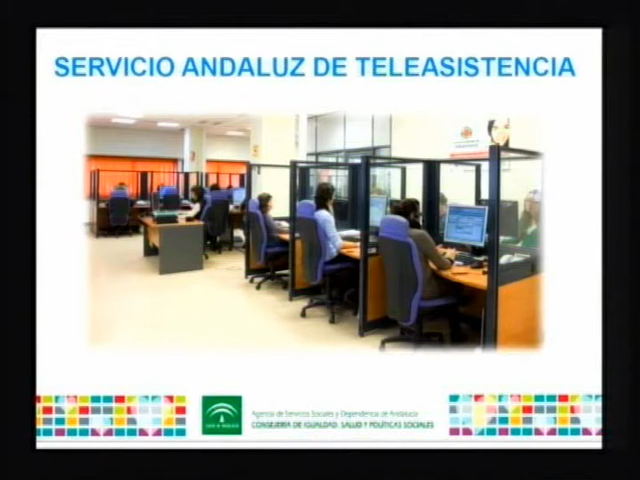 SERVICIO ANDALUZ DE TELEASISTENCIA
Agencia de Servicios Sociales y Dependencia de Andalucía
CONSEJERÍA DE IGUALDAD, SALUD Y POLÍTICAS SOCIALES